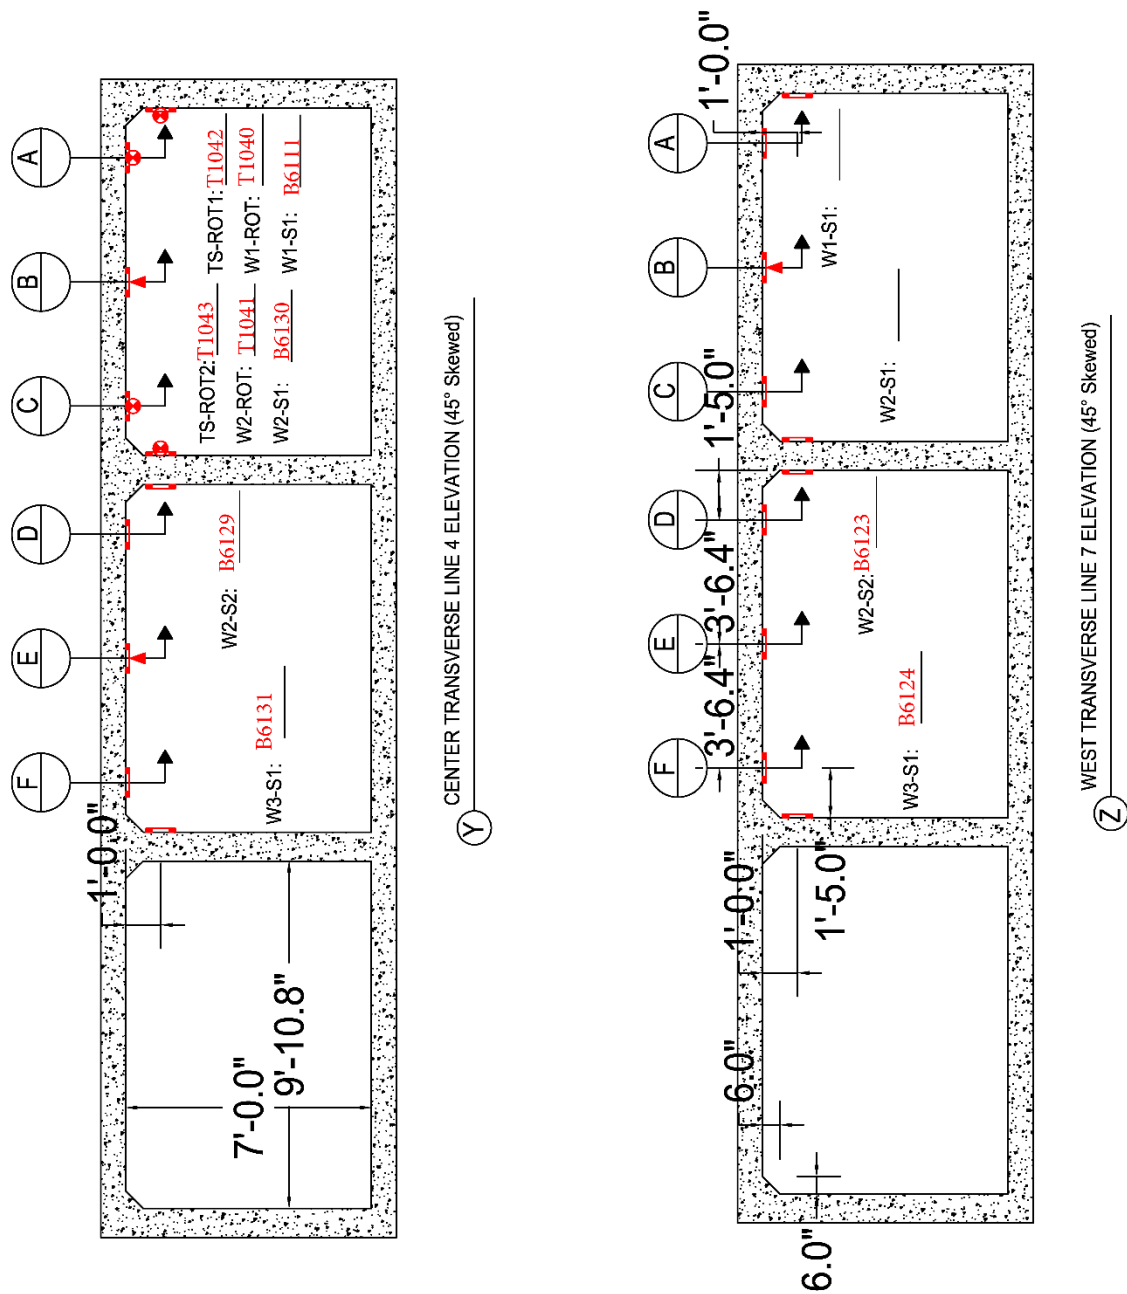 A
B
C
D
E
F
TS-ROT2: T1043
TS-ROT1: T1042
W2-ROT: T1041
W1-ROT: T1040
W2-S1: B6130
W1-S1: B6111
W2-S2: B6129
W3-S1: B6131
1'-0.0"
7'-0.0"
9'-10.8"
Y
CENTER TRANSVERSE LINE 4 ELEVATION (45° Skewed)
A
B
C
D
E
F
1'-0.0"
W1-S1:
W2-S1:
1'-5.0"
3'-6.4"
3'-6.4"
W2-S2: B6123
W3-S1: B6124
1'-0.0"
1'-5.0"
6.0"
6.0"
Z
WEST TRANSVERSE LINE 7 ELEVATION (45° Skewed)